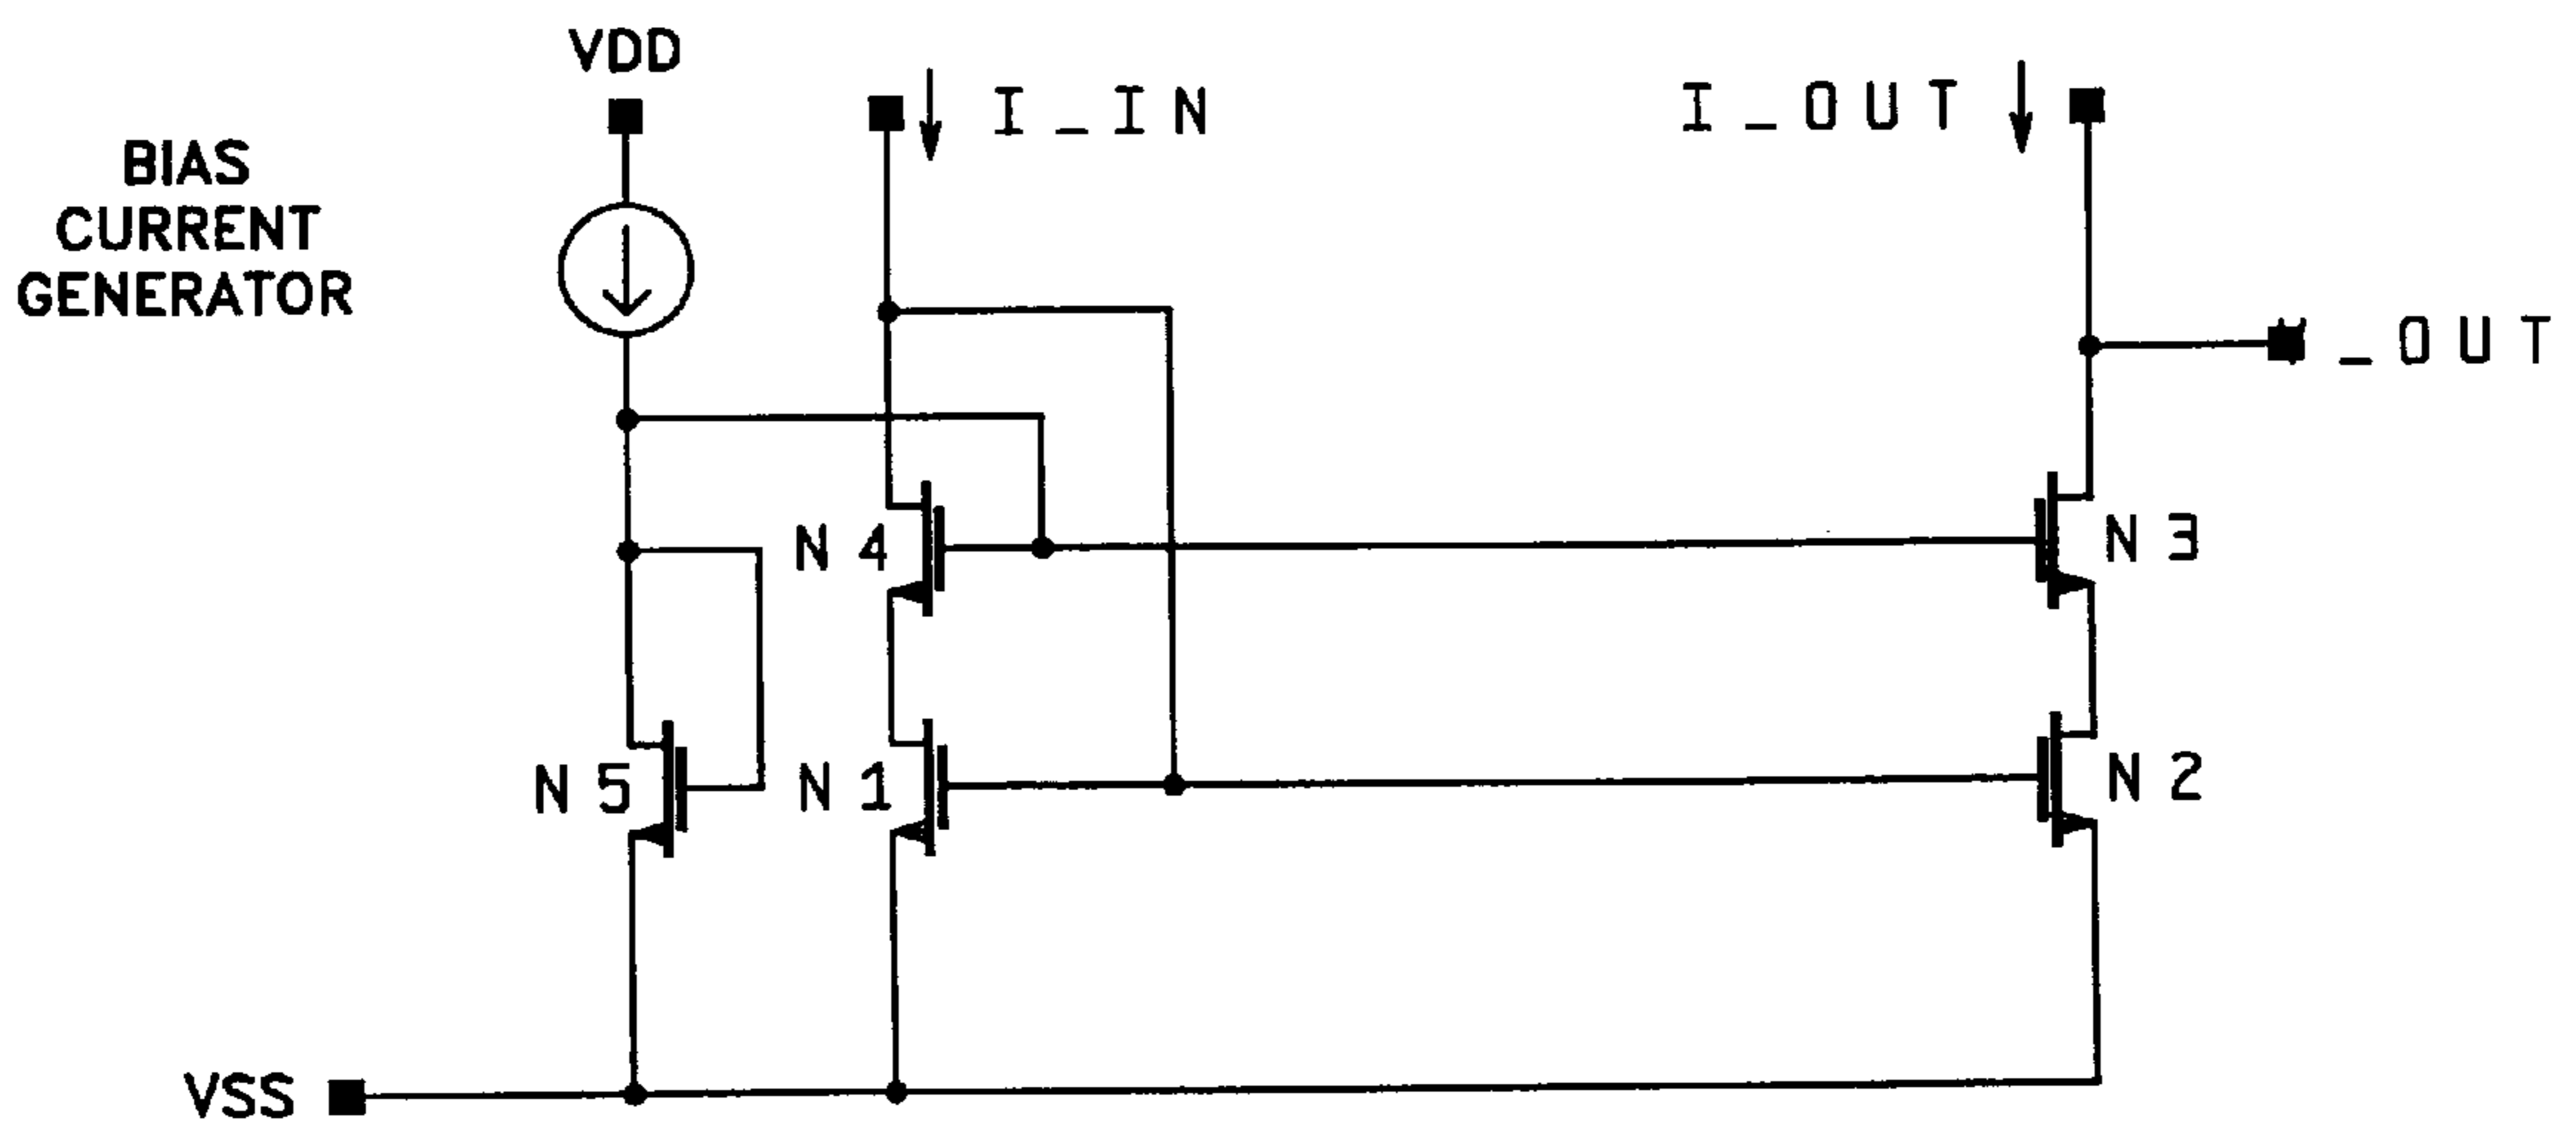 VDD
I_IN
I_OUT
BIAS
CURRENT
GENERATOR
_OUT
N4
N3
N5
N1
N2
VSS